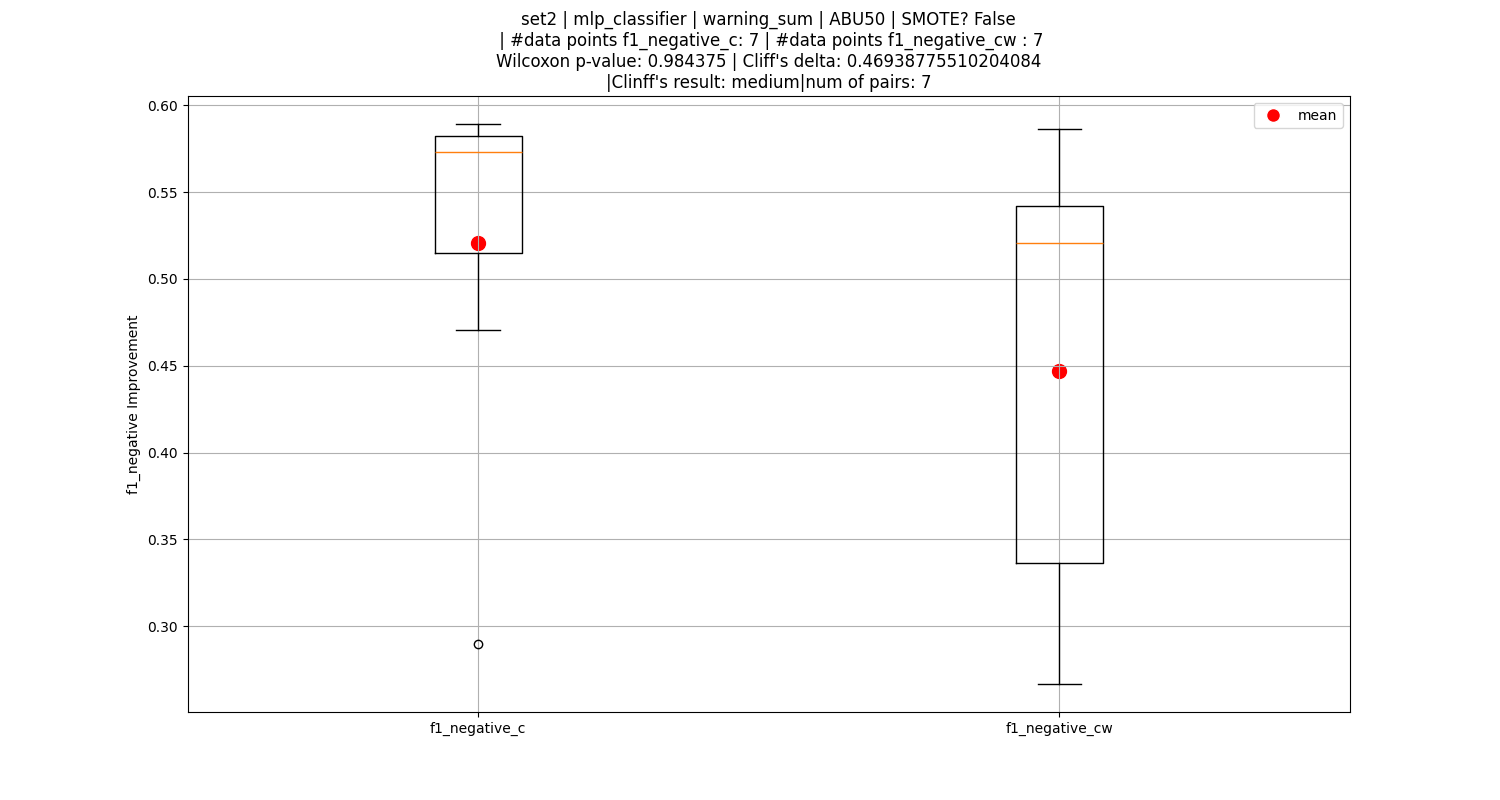 set2 | mlp_classifier | warning_sum | ABU50 | SMOTE? False
| #data points f1_negative_c: 7 | #data points f1_negative_cw : 7
Wilcoxon p-value: 0.984375 | Cliff's delta: 0.46938775510204084
|Clinff's result: medium|num of pairs: 7
mean
0.60
0.55
0.50
0.45
0.40
0.35
0.30
f1_negative Improvement
f1_negative_c
f1_negative_cw